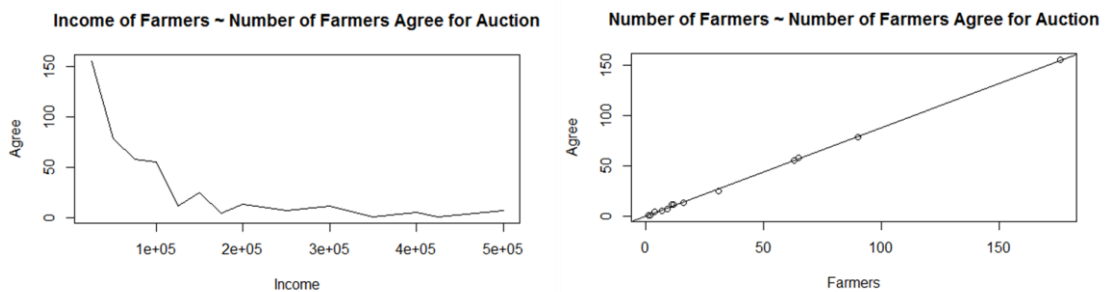 Income of Farmers ~ Number of Farmers Agree for Auction
Agree
150
100
50
0
1e+05
2e+05
3e+05
4e+05
5e+05
Income
Number of Farmers ~ Number of Farmers Agree for Auction
Agree
150
100
50
0
0
50
100
150
Farmers